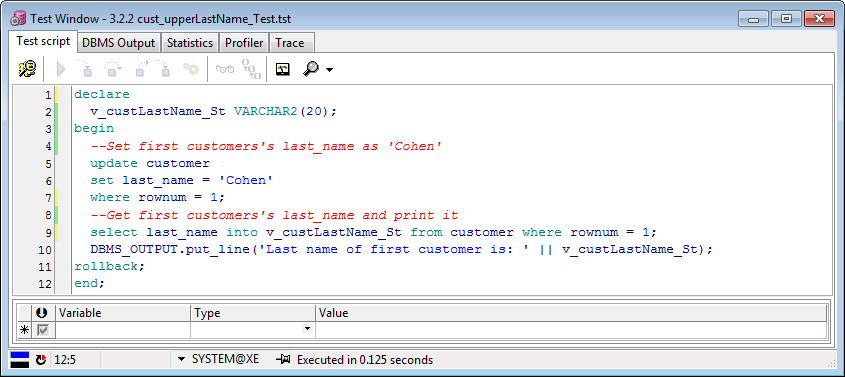 Test Window - 3.2.2 cust_upperLastName_Test.tst
Test script DBMS Output Statistics Profiler Trace
1 declare
2 v_custLastName_St VARCHAR2(20);
3 begin
4 --Set first customers's last_name as 'Cohen'
5 update customer
6 set last_name = 'Cohen'
7 where rownum = 1;
8 --Get first customers's last_name and print it
9 select last_name into v_custLastName_St from customer where rownum = 1;
10 DBMS_OUTPUT.put_line('Last name of first customer is: ' || v_custLastName_St);
11 rollback;
12 end;
Variable Type Value
12:5 SYSTEM@XE Executed in 0.125 seconds